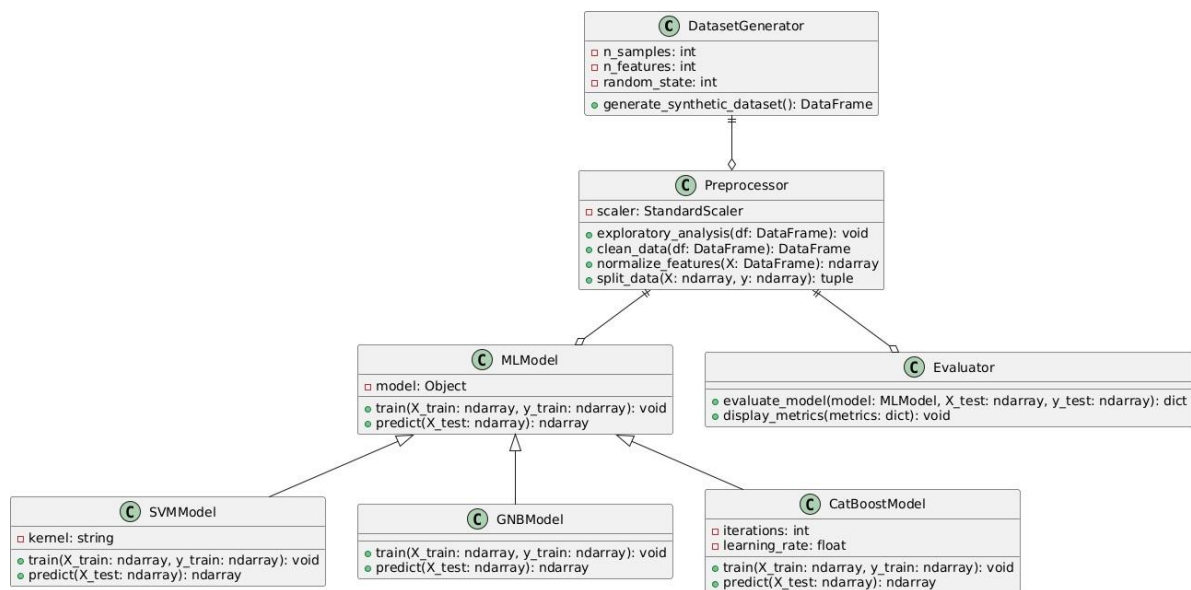 C DatasetGenerator
n_samples: int
n_features: int
random_state: int
generate_synthetic_dataset(): DataFrame
C Preprocessor
scaler: StandardScaler
exploratory_analysis(df: DataFrame): void
clean_data(df: DataFrame): DataFrame
normalize_features(X: DataFrame): ndarray
split_data(X: ndarray, y: ndarray): tuple
C MLModel
model: Object
train(X_train: ndarray, y_train: ndarray): void
predict(X_test: ndarray): ndarray
C Evaluator
evaluate_model(model: MLModel, X_test: ndarray, y_test: ndarray): dict
display_metrics(metrics: dict): void
C SVMModel
kernel: string
train(X_train: ndarray, y_train: ndarray): void
predict(X_test: ndarray): ndarray
C GNBModel
train(X_train: ndarray, y_train: ndarray): void
predict(X_test: ndarray): ndarray
C CatBoostModel
iterations: int
learning_rate: float
train(X_train: ndarray, y_train: ndarray): void
predict(X_test: ndarray): ndarray